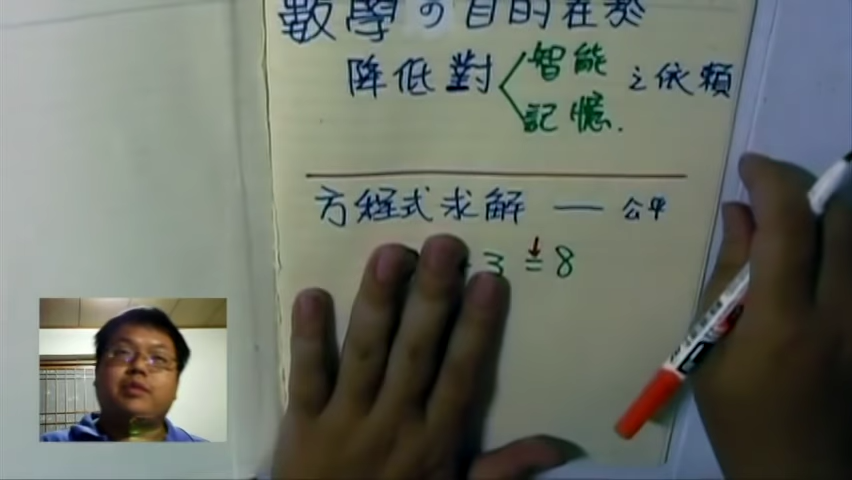 數學の目的在於
降低對 智能 之依賴
記憶.
方程式求解 — 公平
3 = 8